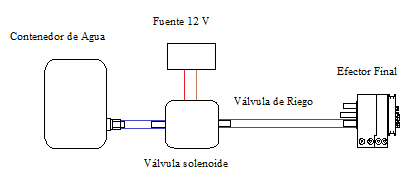 Fuente 12 V
Contenedor de Agua
Efector Final
Válvula de Riego
Válvula solenoide